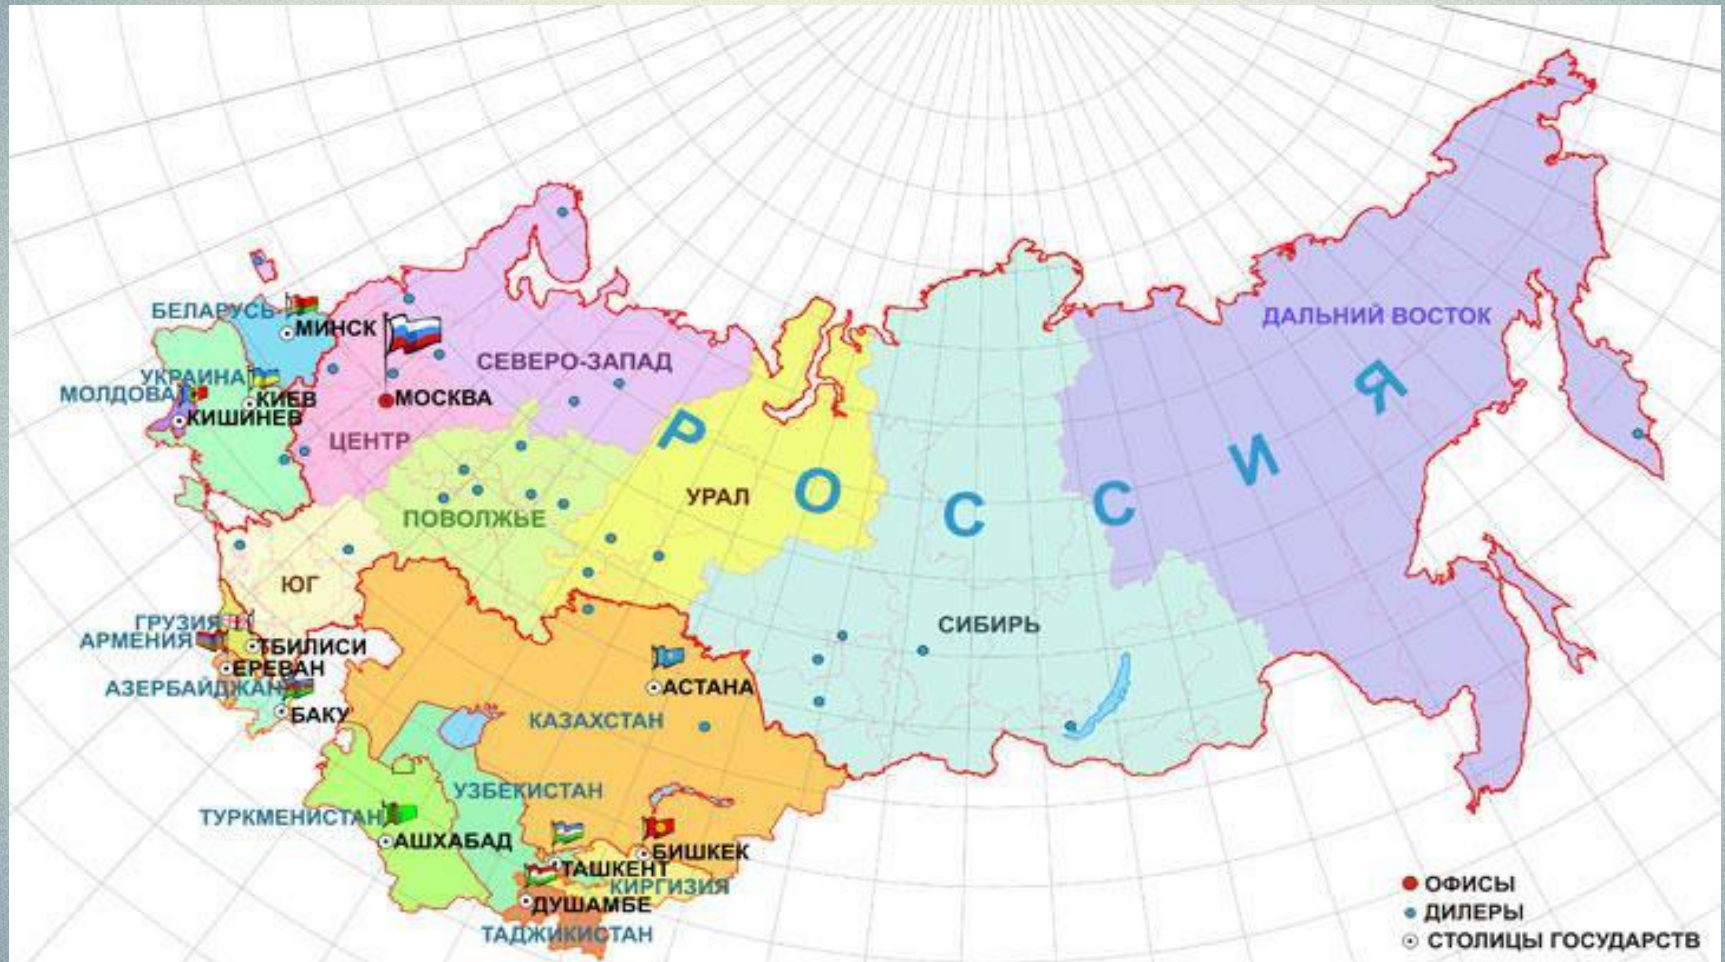 БЕЛАРУСЬ
МИНСК
УКРАИНА
КИЕВ
МОЛДОВА
КИШИНЕВ
МОСКВА
СЕВЕРО-ЗАПАД
ЦЕНТР
ПОВОЛЖЬЕ
ЮГ
УРАЛ
РОССИЯ
СИБИРЬ
ДАЛЬНИЙ ВОСТОК
ГРУЗИЯ
ТБИЛИСИ
АРМЕНИЯ
ЕРЕВАН
АЗЕРБАЙДЖАН
БАКУ
АСТАНА
КАЗАХСТАН
УЗБЕКИСТАН
ТУРКМЕНИСТАН
АШХАБАД
ТАШКЕНТ
БИШКЕК
КИРГИЗИЯ
ДУШАМБЕ
ТАДЖИКИСТАН
ОФИСЫ
ДИЛЕРЫ
СТОЛИЦЫ ГОСУДАРСТВ